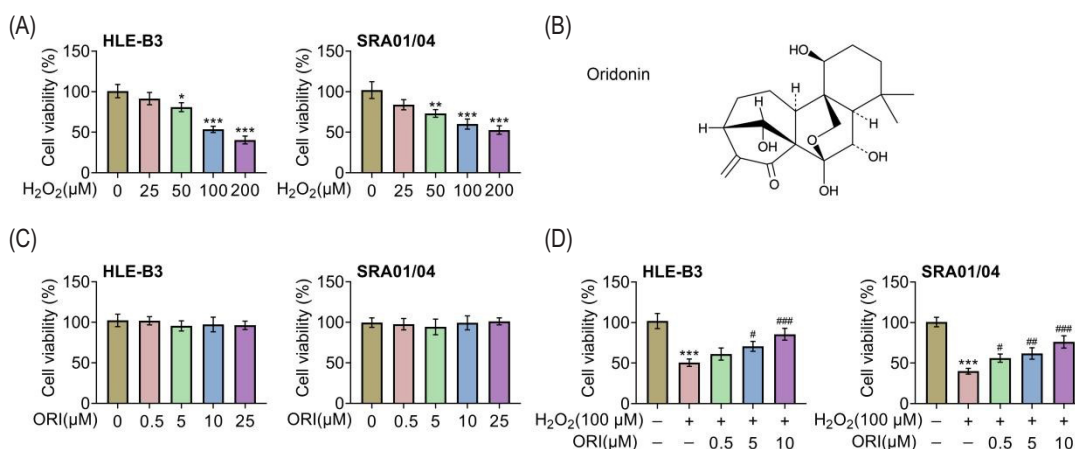 (A)
HLE-B3
Cell viability (%)
150
100
50
0
* *** ***
H₂O₂(µM) 0 25 50 100 200
SRA01/04
Cell viability (%)
150
100
50
0
** *** ***
H₂O₂(µM) 0 25 50 100 200
(B)
Oridonin
HO
H
H
H
O
OH
OH
O
OH
(C)
HLE-B3
Cell viability (%)
150
100
50
0
ORI(µM) 0 0.5 5 10 25
SRA01/04
Cell viability (%)
150
100
50
0
ORI(µM) 0 0.5 5 10 25
(D)
HLE-B3
Cell viability (%)
150
100
50
0
*** # ###
H₂O₂(100 µM) − + + + +
ORI(µM) − − 0.5 5 10
SRA01/04
Cell viability (%)
150
100
50
0
*** # ## ###
H₂O₂(100 µM) − + + + +
ORI(µM) − − 0.5 5 10